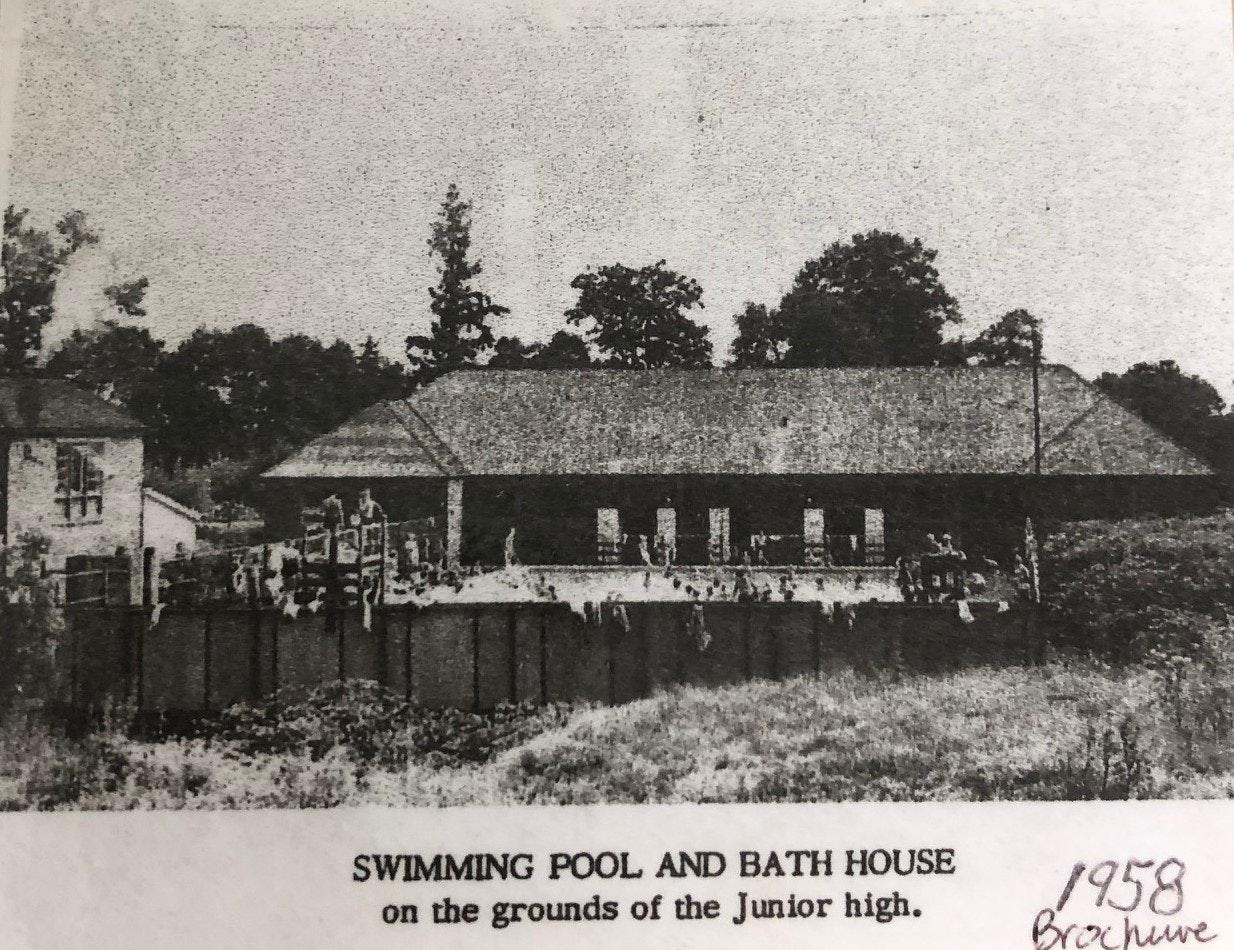 SWIMMING POOL AND BATH HOUSE
on the grounds of the Junior high.
1958
Brochure